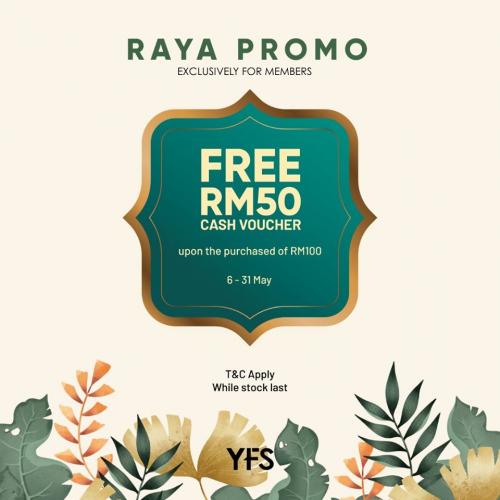 RAYA PROMO
EXCLUSIVELY FOR MEMBERS
FREE
RM50
CASH VOUCHER
upon the purchased of RM100
6 - 31 May
T&C Apply
While stock last
YFS